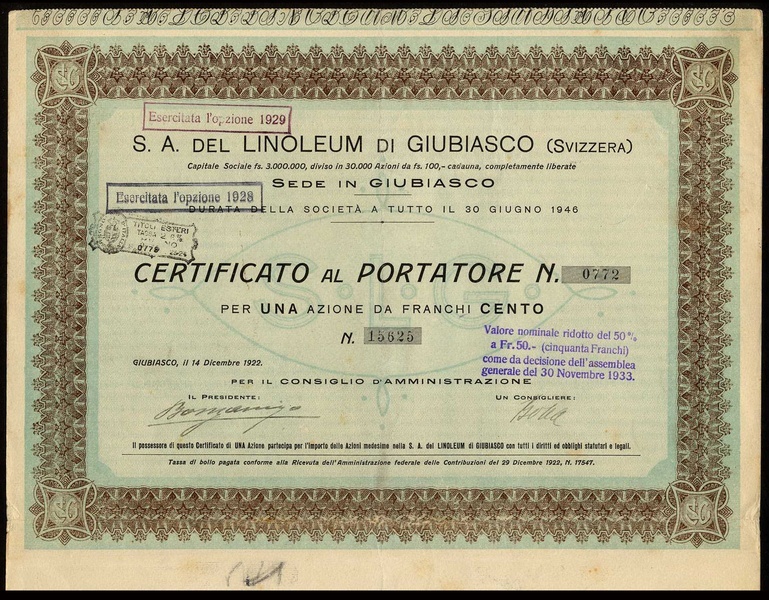 Esercitata l'opzione 1929
S. A. DEL LINOLEUM DI GIUBIASCO (SVIZZERA)
Capitale Sociale fs. 3.000.000, diviso in 30.000 Azioni da fs. 100,- cadauna, completamente liberate
SEDE IN GIUBIASCO
Esercitata l'opzione 1928
DURATA DELLA SOCIETÀ A TUTTO IL 30 GIUGNO 1946
TITOLI ESTERI
TASSA
0779
CERTIFICATO AL PORTATORE N. 0772
PER UNA AZIONE DA FRANCHI CENTO
N. 15625
Valore nominale ridotto del 50%
a Fr. 50.- (cinquanta Franchi)
come da decisione dell'assemblea
generale del 30 Novembre 1933.
GIUBIASCO, il 14 Dicembre 1922.
PER IL CONSIGLIO D'AMMINISTRAZIONE
IL PRESIDENTE:
UN CONSIGLIERE:
Il possessore di questo Certificato di UNA Azione partecipa per l'importo delle Azioni medesime nella S. A. del LINOLEUM di GIUBIASCO con tutti i diritti ed obblighi statutari e legali.
Tassa di bollo pagata conforme alla Ricevuta dell'Amministrazione federale delle Contribuzioni del 29 Dicembre 1922, N. 17547.